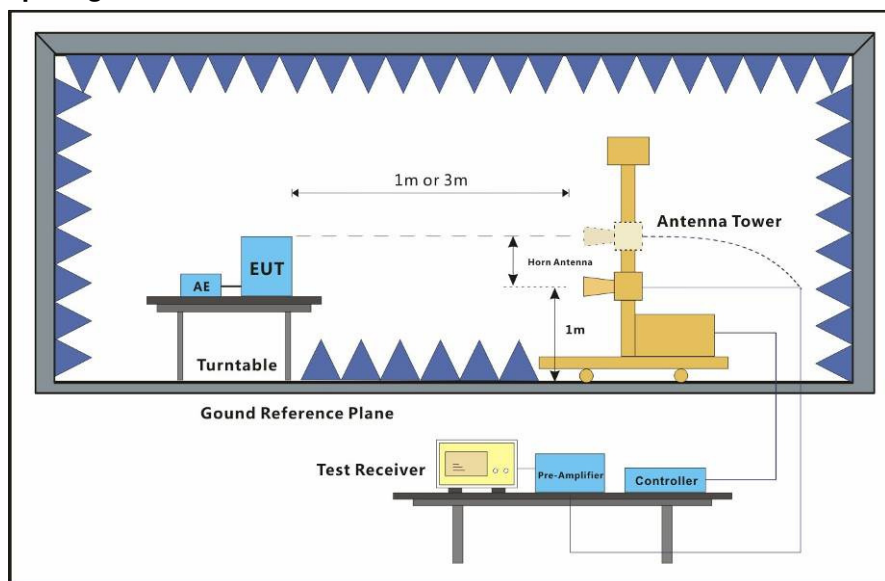 1m or 3m
Antenna Tower
Horn Antenna
EUT
AE
1m
Turntable
Gound Reference Plane
Test Receiver
Pre-Amplifier
Controller